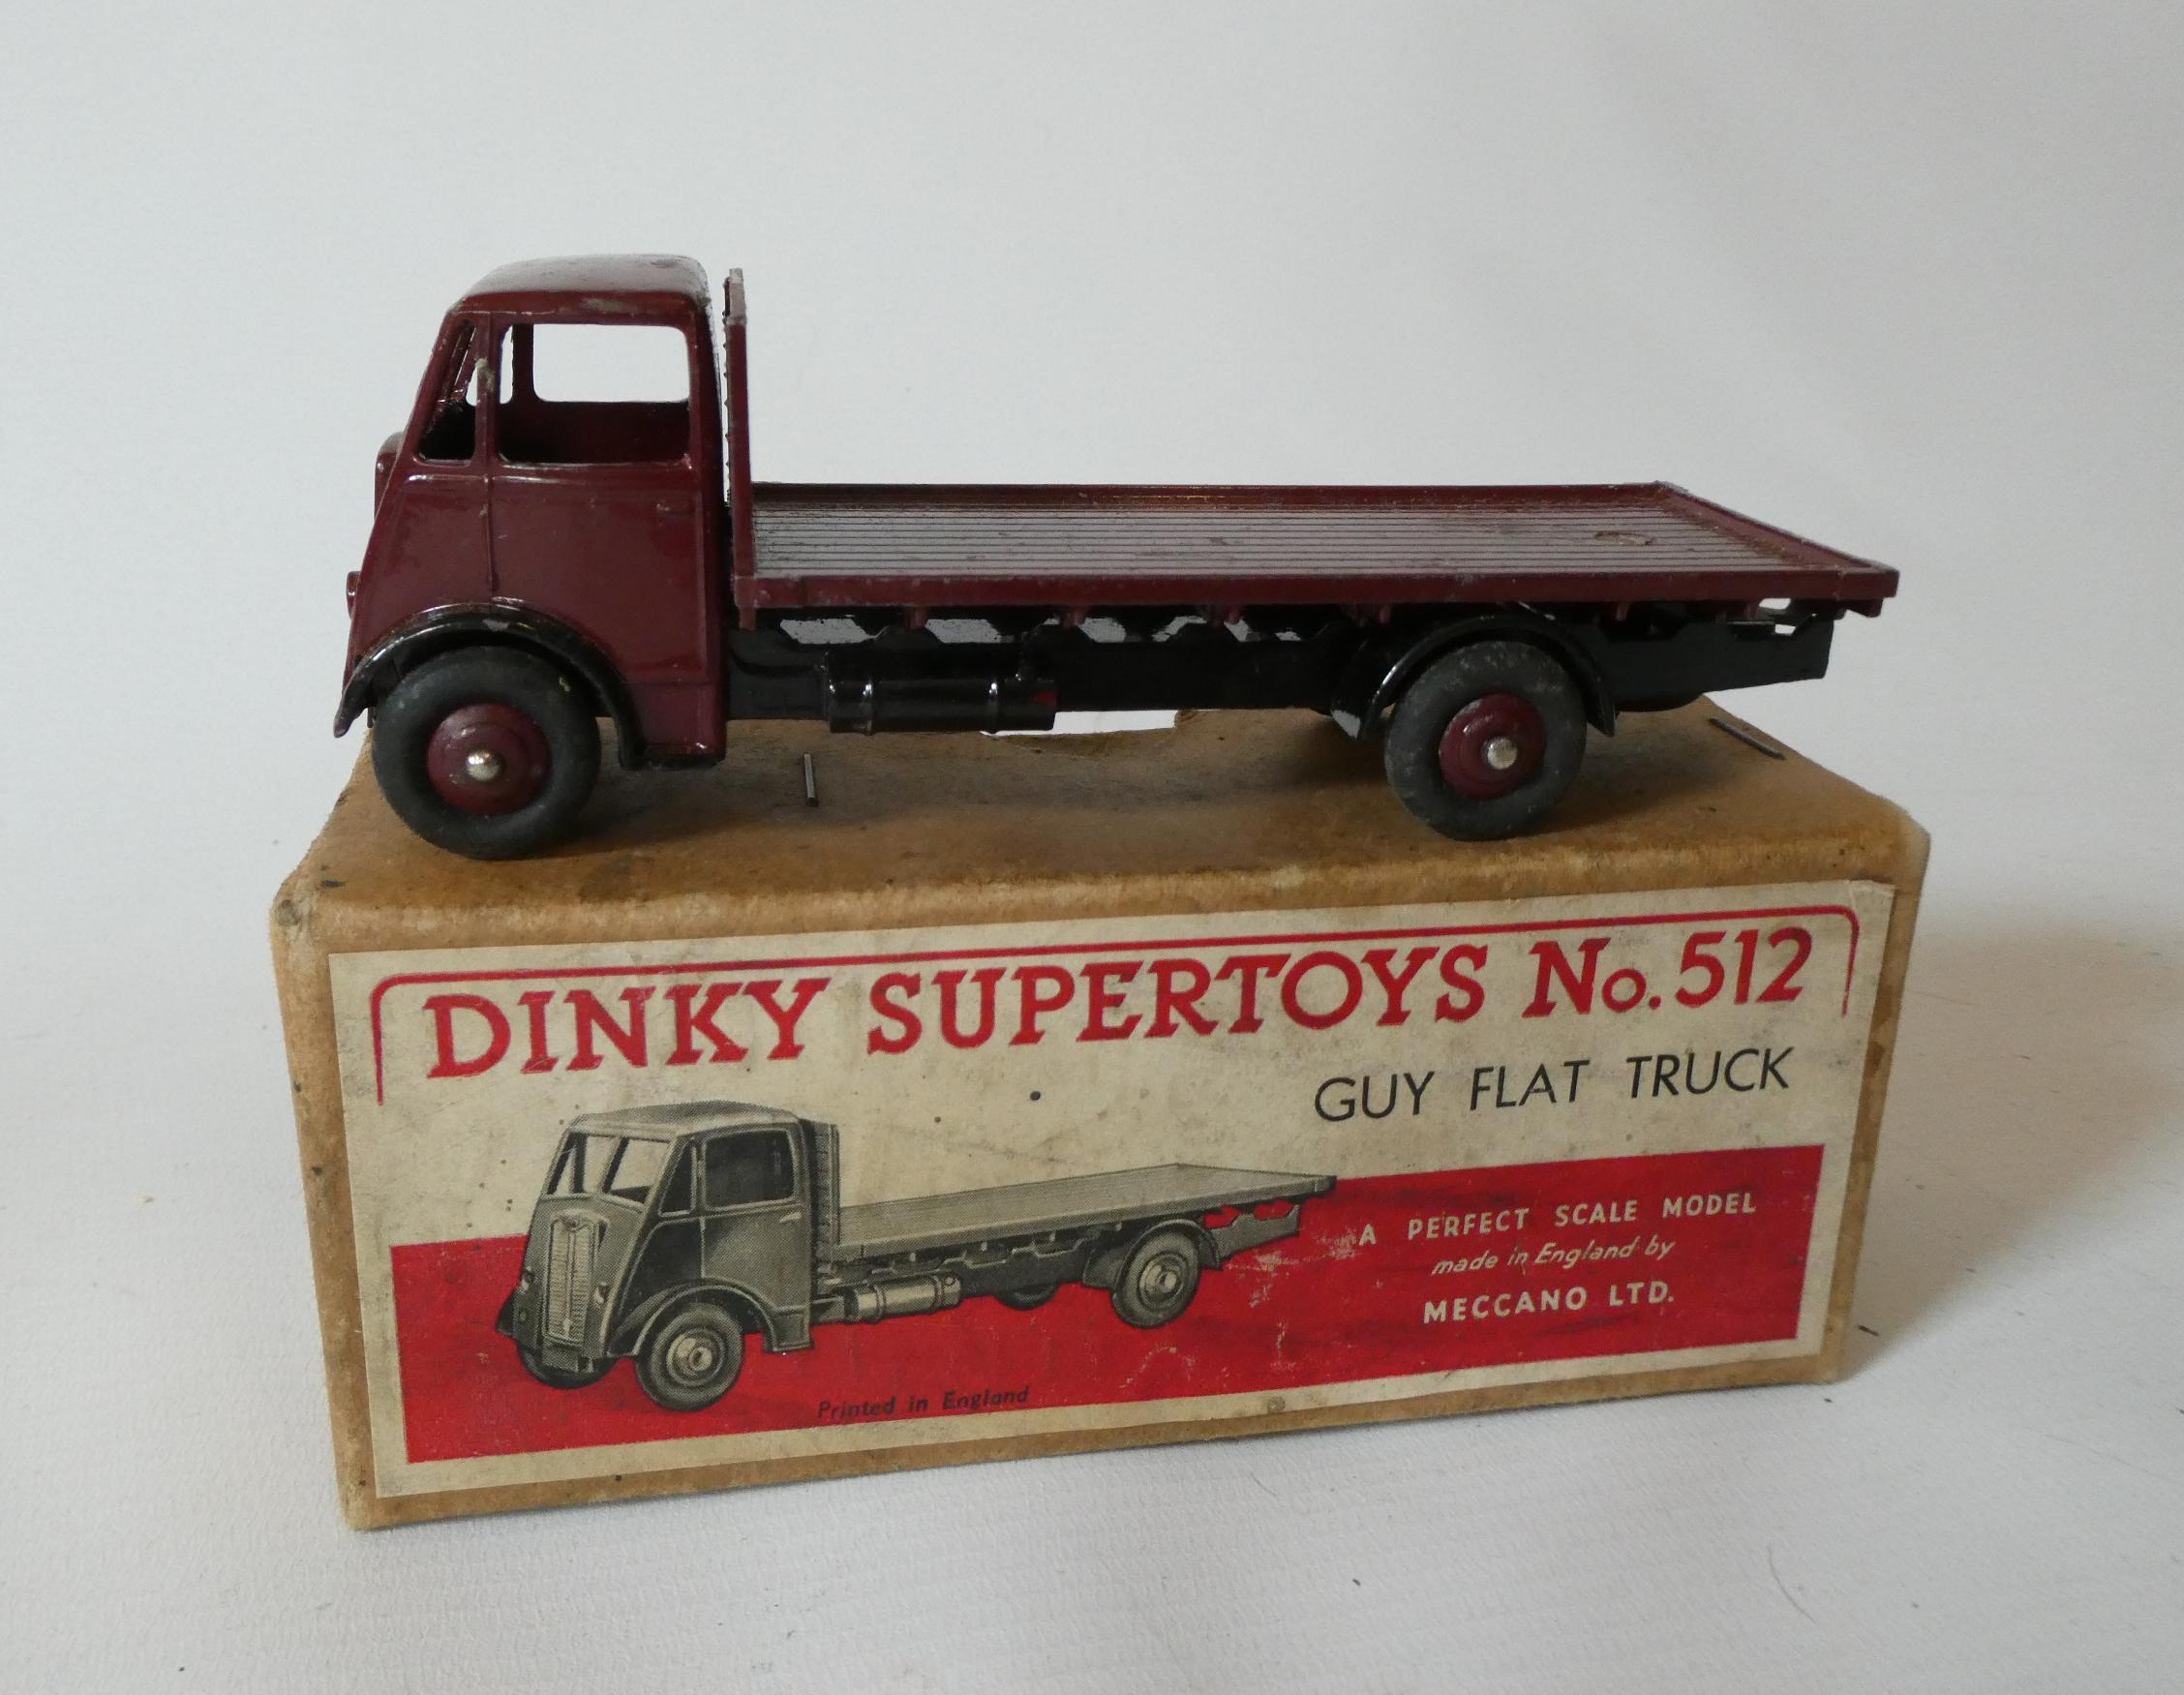 DINKY SUPERTOYS No. 512
GUY FLAT TRUCK
A PERFECT SCALE MODEL
made in England by
MECCANO LTD.
Printed in England